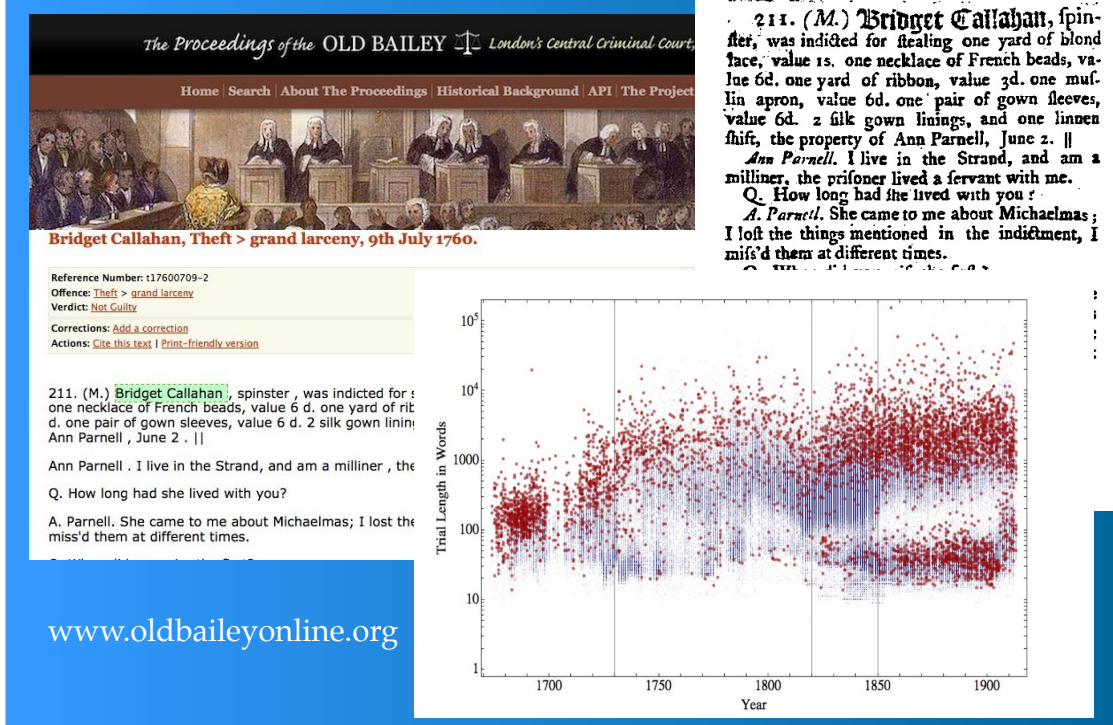 The Proceedings of the OLD BAILEY London's Central Criminal Court,
Home | Search | About The Proceedings | Historical Background | API | The Project
Bridget Callahan, Theft > grand larceny, 9th July 1760.
Reference Number: t17600709-2
Offence: Theft > grand larceny
Verdict: Not Guilty
Corrections: Add a correction
Actions: Cite this text | Print-friendly version
211. (M.) Bridget Callahan , spinster , was indicted for s
one necklace of French beads, value 6 d. one yard of rib
d. one pair of gown sleeves, value 6 d. 2 silk gown linin
Ann Parnell , June 2 . ||
Ann Parnell . I live in the Strand, and am a milliner , the
Q. How long had she lived with you?
A. Parnell. She came to me about Michaelmas; I lost the
miss'd them at different times.
www.oldbaileyonline.org
211. (M.) Bridget Callahan, ſpin-
ſter, was indicted for ſtealing one yard of blond
lace, value 1s. one necklace of French beads, va-
lue 6d. one yard of ribbon, value 3d. one muſ-
lin apron, value 6d. one pair of gown ſleeves,
value 6d. 2 ſilk gown linings, and one linnen
ſhift, the property of Ann Parnell, June 2. ||
Ann Parnell. I live in the Strand, and am a
milliner, the priſoner lived a ſervant with me.
Q. How long had ſhe lived with you?
A. Parnell. She came to me about Michaelmas;
I loſt the things mentioned in the indictment, I
miſs'd them at different times.
Trial Length in Words
10⁵
10⁴
1000
100
10
1
1700 1750 1800 1850 1900
Year